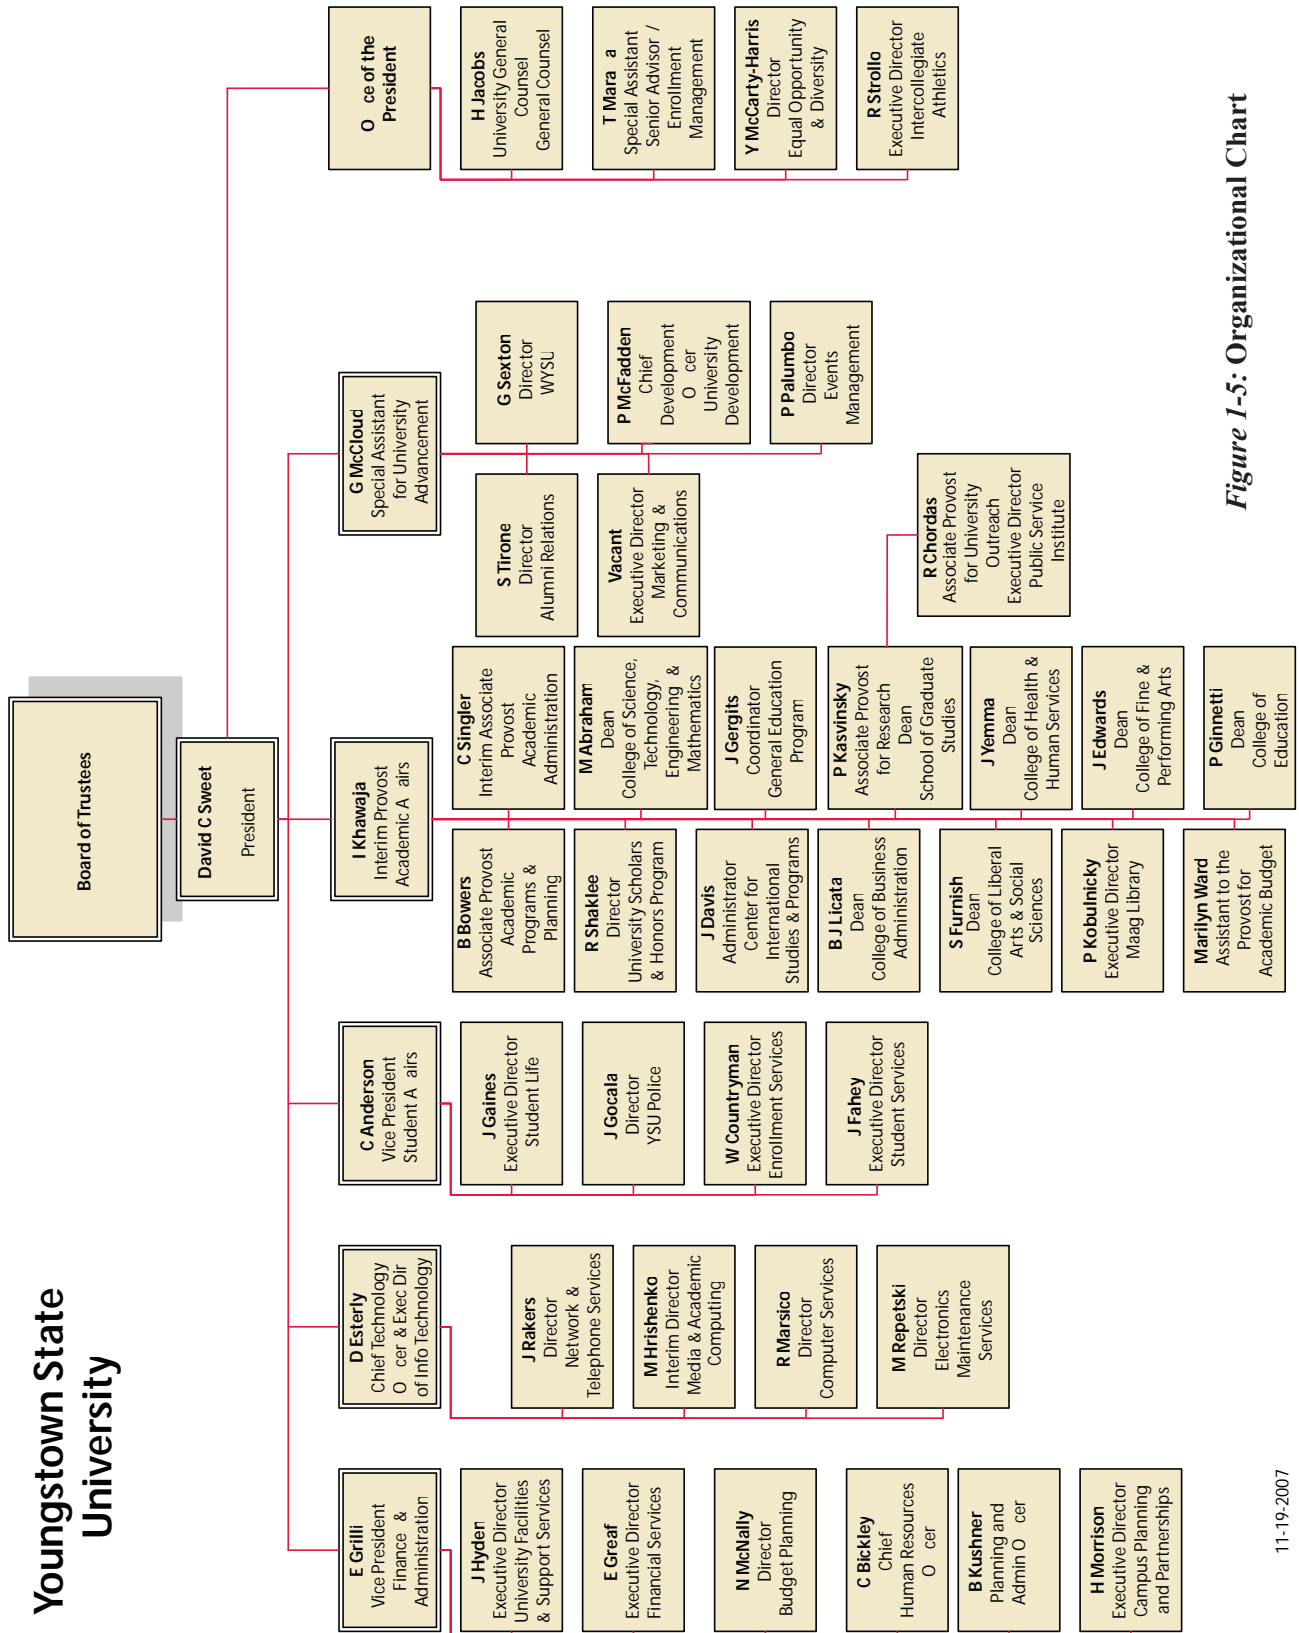 Youngstown State
University
Board of Trustees
David C Sweet
President
E Grilli
Vice President
Finance &
Administration
J Hyden
Executive Director
University Facilities
& Support Services
E Greaf
Executive Director
Financial Services
N McNally
Director
Budget Planning
C Bickley
Chief
Human Resources
O cer
B Kushner
Planning and
Admin O cer
H Morrison
Executive Director
Campus Planning
and Partnerships
D Esterly
Chief Technology
O cer & Exec Dir
of Info Technology
J Rakers
Director
Network &
Telephone Services
M Hrishenko
Interim Director
Media & Academic
Computing
R Marsico
Director
Computer Services
M Repetski
Director
Electronics
Maintenance
Services
C Anderson
Vice President
Student A airs
J Gaines
Executive Director
Student Life
J Gocala
Director
YSU Police
W Countryman
Executive Director
Enrollment Services
J Fahey
Executive Director
Student Services
I Khawaja
Interim Provost
Academic A airs
B Bowers
Associate Provost
Academic
Programs &
Planning
C Singler
Interim Associate
Provost
Academic
Administration
R Shaklee
Director
University Scholars
& Honors Program
M Abraham
Dean
College of Science,
Technology,
Engineering &
Mathematics
J Davis
Administrator
Center for
International
Studies & Programs
J Gergits
Coordinator
General Education
Program
B J Licata
Dean
College of Business
Administration
P Kasvinsky
Associate Provost
for Research
Dean
School of Graduate
Studies
R Chordas
Associate Provost
for University
Outreach
Executive Director
Public Service
Institute
S Furnish
Dean
College of Liberal
Arts & Social
Sciences
J Yemma
Dean
College of Health &
Human Services
P Kobulnicky
Executive Director
Maag Library
J Edwards
Dean
College of Fine &
Performing Arts
Marilyn Ward
Assistant to the
Provost for
Academic Budget
P Ginnetti
Dean
College of
Education
G McCloud
Special Assistant
for University
Advancement
S Tirone
Director
Alumni Relations
G Sexton
Director
WYSU
Vacant
Executive Director
Marketing &
Communications
P McFadden
Chief
Development
O cer
University
Development
P Palumbo
Director
Events
Management
O ce of the
President
H Jacobs
University General
Counsel
General Counsel
T Mara a
Special Assistant
Senior Advisor /
Enrollment
Management
Y McCarty-Harris
Director
Equal Opportunity
& Diversity
R Strollo
Executive Director
Intercollegiate
Athletics
11-19-2007
Figure 1-5: Organizational Chart